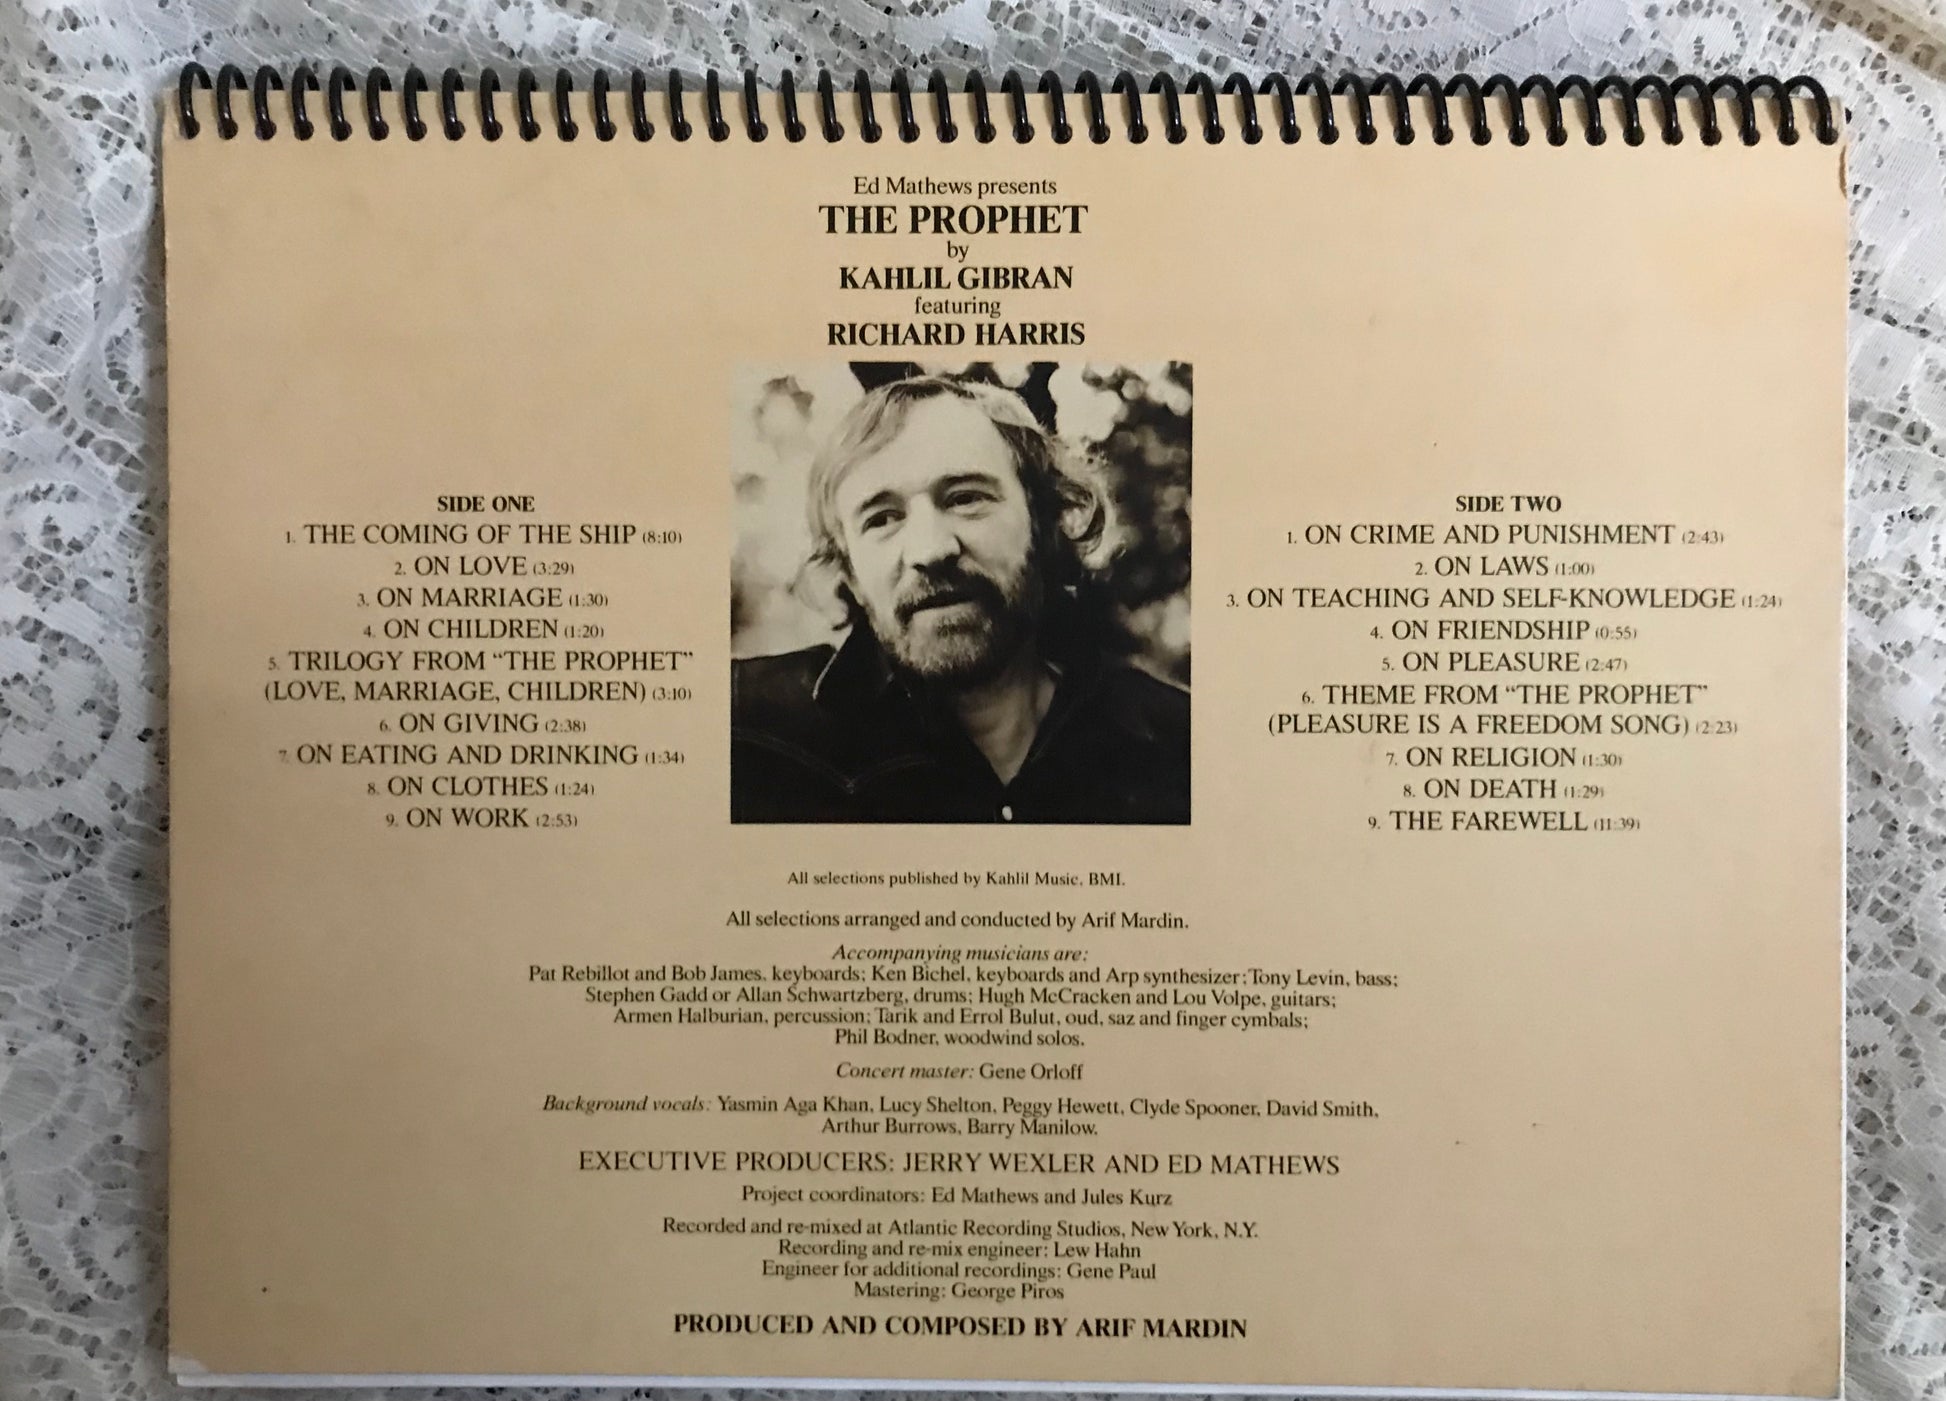 Ed Mathews presents
THE PROPHET
by
KAHLIL GIBRAN
featuring
RICHARD HARRIS
SIDE ONE
1. THE COMING OF THE SHIP (8:10)
2. ON LOVE (3:29)
3. ON MARRIAGE (1:30)
4. ON CHILDREN (1:20)
5. TRILOGY FROM “THE PROPHET”
(LOVE, MARRIAGE, CHILDREN) (3:10)
6. ON GIVING (2:38)
7. ON EATING AND DRINKING (1:34)
8. ON CLOTHES (1:24)
9. ON WORK (2:53)
SIDE TWO
1. ON CRIME AND PUNISHMENT (2:43)
2. ON LAWS (1:00)
3. ON TEACHING AND SELF-KNOWLEDGE (1:24)
4. ON FRIENDSHIP (0:55)
5. ON PLEASURE (2:47)
6. THEME FROM “THE PROPHET”
(PLEASURE IS A FREEDOM SONG) (2:23)
7. ON RELIGION (1:30)
8. ON DEATH (1:29)
9. THE FAREWELL (11:39)
All selections published by Kahlil Music, BMI.
All selections arranged and conducted by Arif Mardin.
Accompanying musicians are:
Pat Rebillot and Bob James, keyboards; Ken Bichel, keyboards and Arp synthesizer; Tony Levin, bass;
Stephen Gadd or Allan Schwartzberg, drums; Hugh McCracken and Lou Volpe, guitars;
Armen Halburian, percussion; Tarik and Errol Bulut, oud, saz and finger cymbals;
Phil Bodner, woodwind solos.
Concert master: Gene Orloff
Background vocals: Yasmin Aga Khan, Lucy Shelton, Peggy Hewett, Clyde Spooner, David Smith,
Arthur Burrows, Barry Manilow.
EXECUTIVE PRODUCERS: JERRY WEXLER AND ED MATHEWS
Project coordinators: Ed Mathews and Jules Kurz
Recorded and re-mixed at Atlantic Recording Studios, New York, N.Y.
Recording and re-mix engineer: Lew Hahn
Engineer for additional recordings: Gene Paul
Mastering: George Piros
PRODUCED AND COMPOSED BY ARIF MARDIN